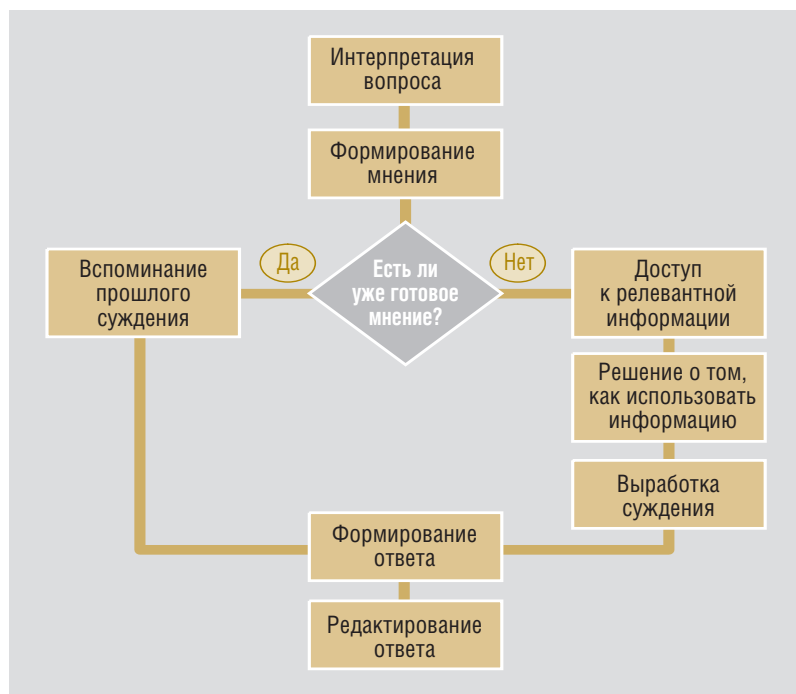 Интерпретация
вопроса
Формирование
мнения
Да
Нет
Вспоминание
прошлого
суждения
Есть ли
уже готовое
мнение?
Доступ
к релевантной
информации
Решение о том,
как использовать
информацию
Выработка
суждения
Формирование
ответа
Редактирование
ответа